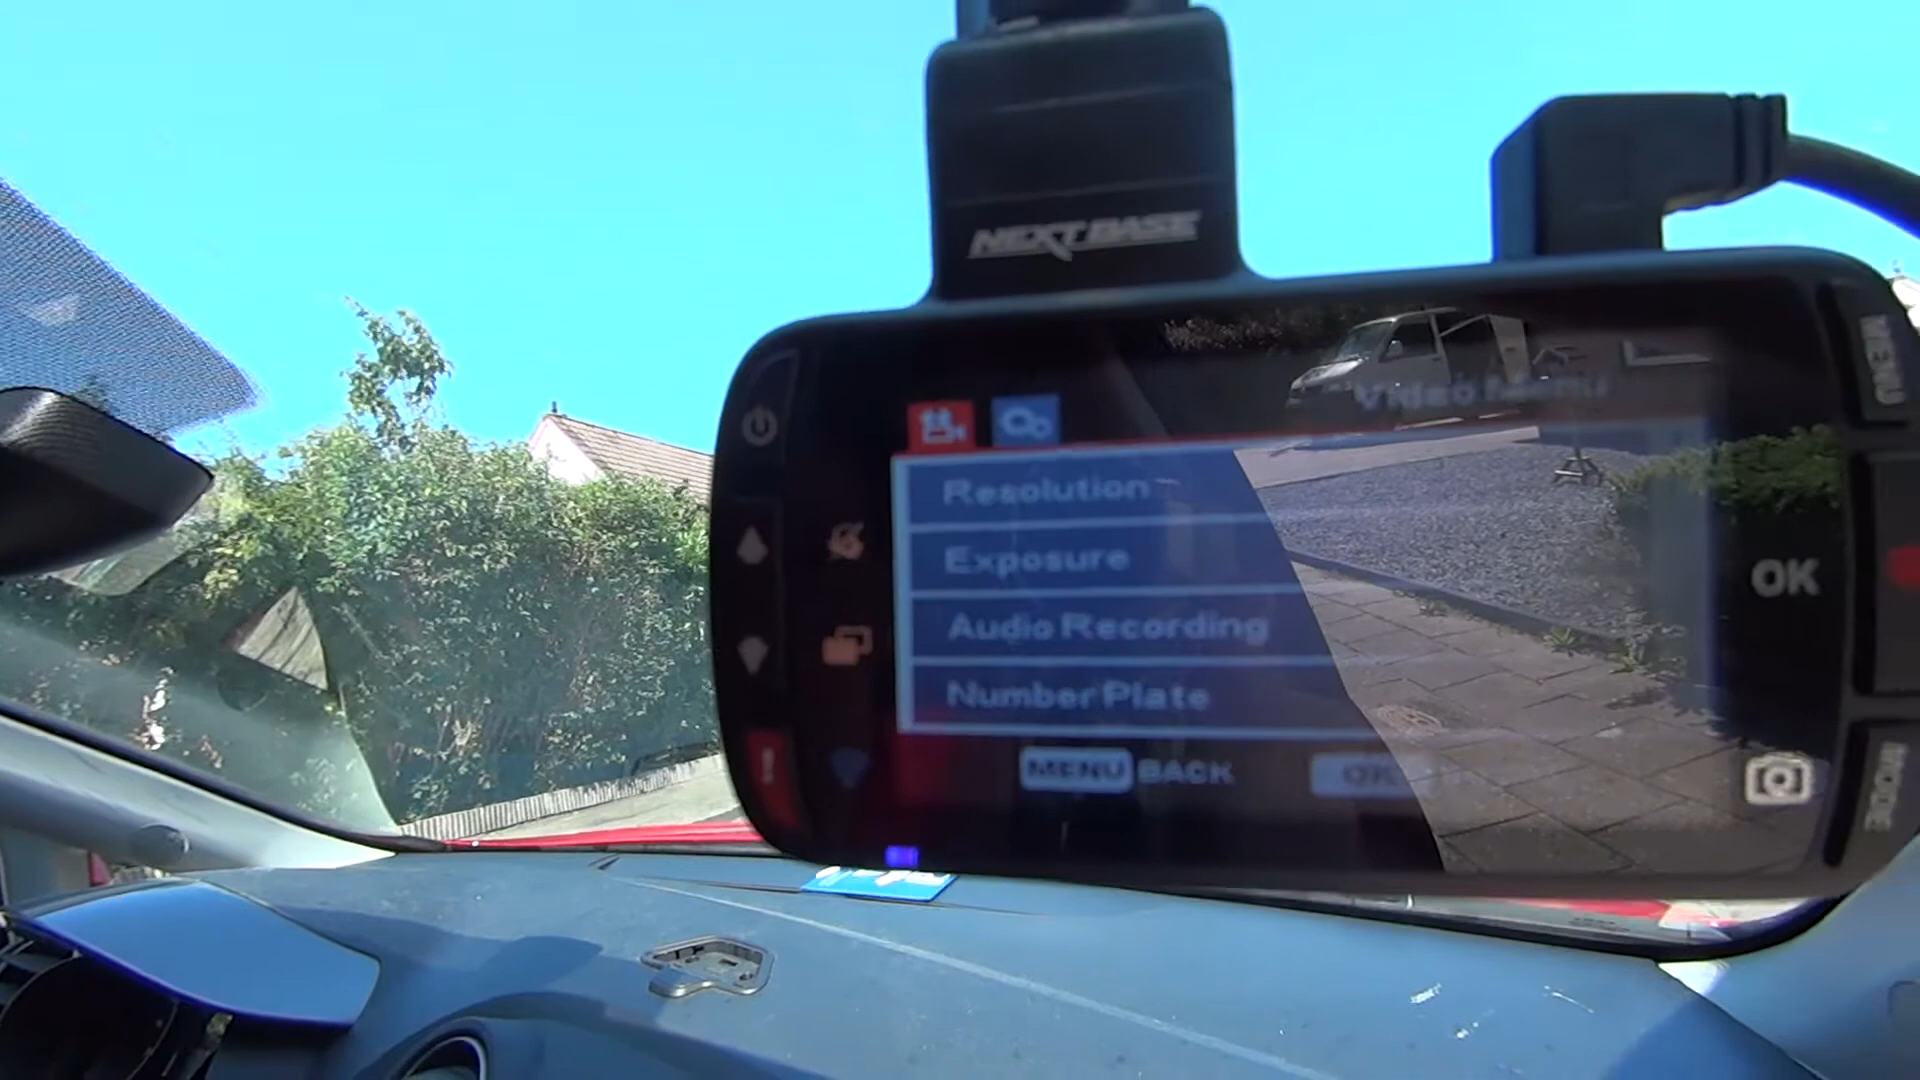 NEXTBASE
MENU
Video Menu
Resolution
Exposure
OK
Audio Recording
Number Plate
MENU BACK
OK
MODE